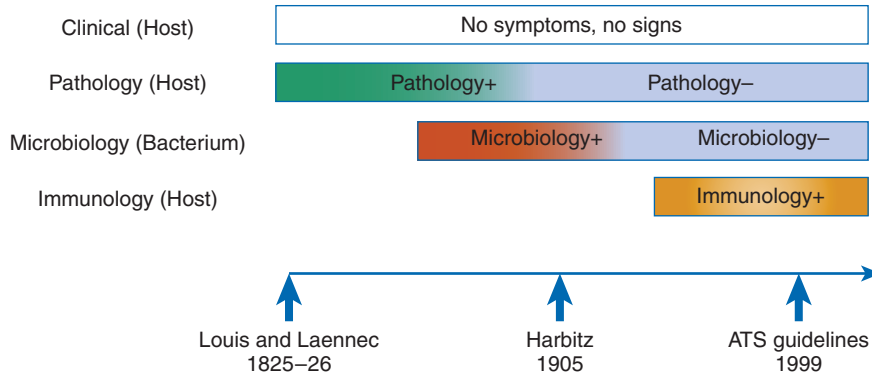 Clinical (Host)
No symptoms, no signs
Pathology (Host)
Pathology+
Pathology–
Microbiology (Bacterium)
Microbiology+
Microbiology–
Immunology (Host)
Immunology+
Louis and Laennec
1825–26
Harbitz
1905
ATS guidelines
1999